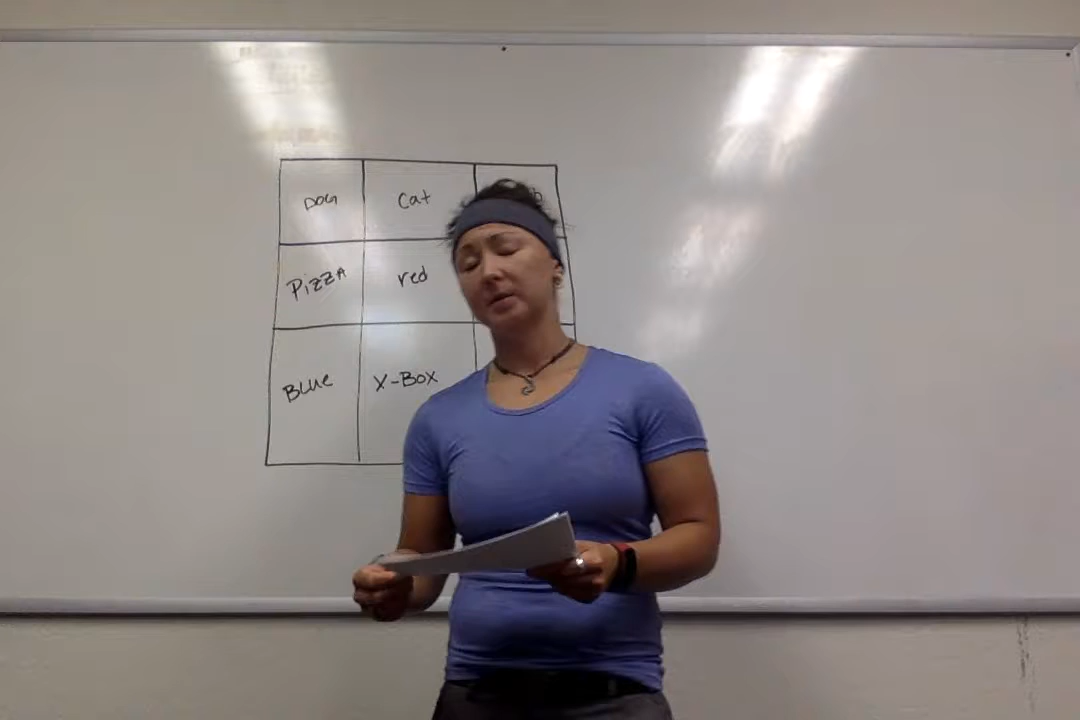 DOG
Cat
PIZZA
red
BLUE
X-BOX